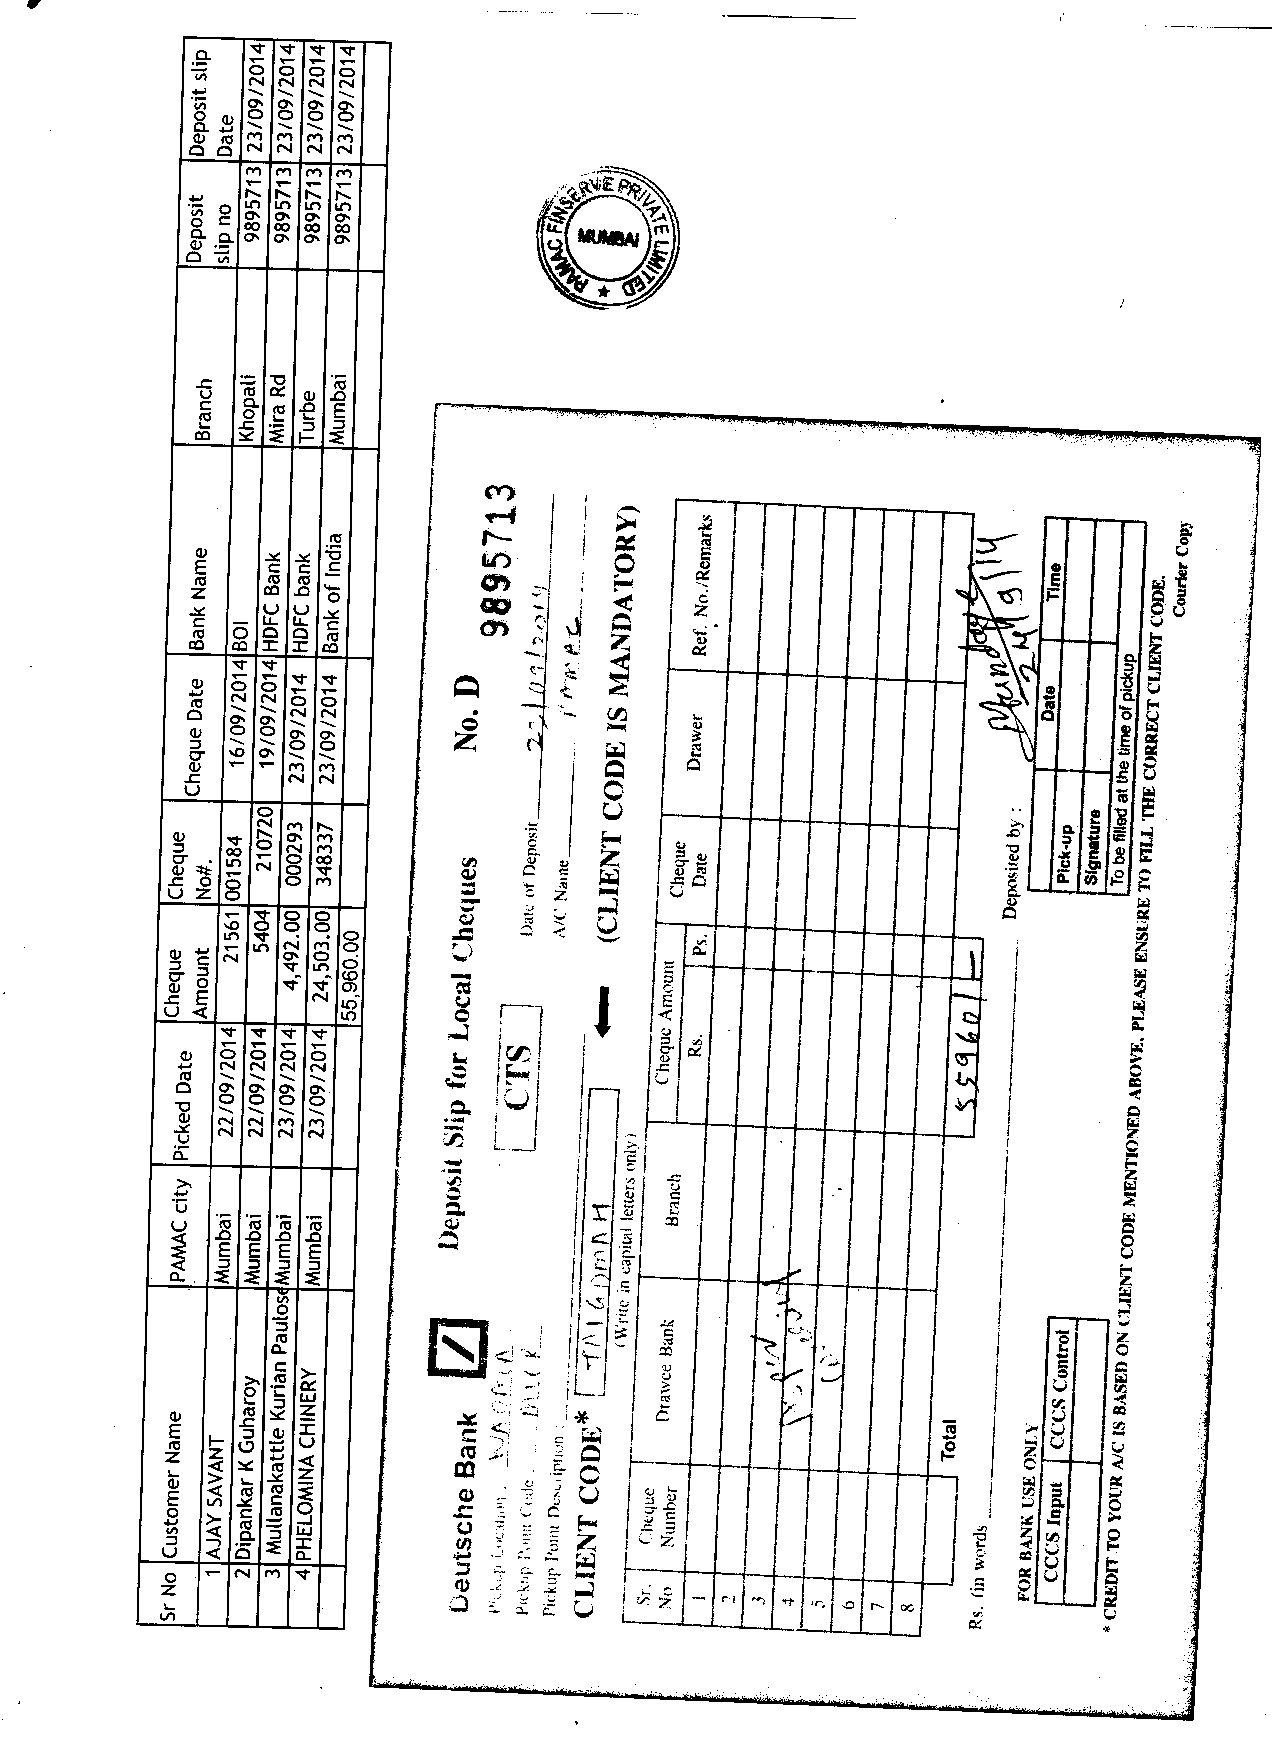 Sr No Customer Name PAMAC city Picked Date Cheque Amount Cheque No#. Cheque Date Bank Name Branch Deposit slip no Deposit slip Date
1 AJAY SAVANT Mumbai 22/09/2014 21561 001584 16/09/2014 BOI Khopali 9895713 23/09/2014
2 Dipankar K Guharoy Mumbai 22/09/2014 5404 210720 19/09/2014 HDFC Bank Mira Rd 9895713 23/09/2014
3 Mullanakattle Kurian Paulose Mumbai 23/09/2014 4,492.00 000293 23/09/2014 HDFC bank Turbe 9895713 23/09/2014
4 PHELOMINA CHINERY Mumbai 23/09/2014 24,503.00 348337 23/09/2014 Bank of India Mumbai 9895713 23/09/2014
55,960.00
PAMAC FINSERVE PRIVATE LIMITED
MUMBAI
Deutsche Bank Deposit Slip for Local Cheques No. D 9895713
Pickup Location
Pickup Point Code
Pickup Point Description
CTS
Date of Deposit 23/09/2014
A/C Name PAMAC
CLIENT CODE* (CLIENT CODE IS MANDATORY)
(Write in capital letters only)
Sr. No Cheque Number Drawee Bank Branch Cheque Amount Rs. Ps. Cheque Date Drawer Ref. No./Remarks
1
2
3
4
5
6
7
8
Total 55960/-
Rs. (in words Deposited by :
24/9/14
FOR BANK USE ONLY
CCCS Input CCCS Control
Date Time
Pick-up
Signature
To be filled at the time of pickup
* CREDIT TO YOUR A/C IS BASED ON CLIENT CODE MENTIONED ABOVE, PLEASE ENSURE TO FILL THE CORRECT CLIENT CODE.
Courier Copy